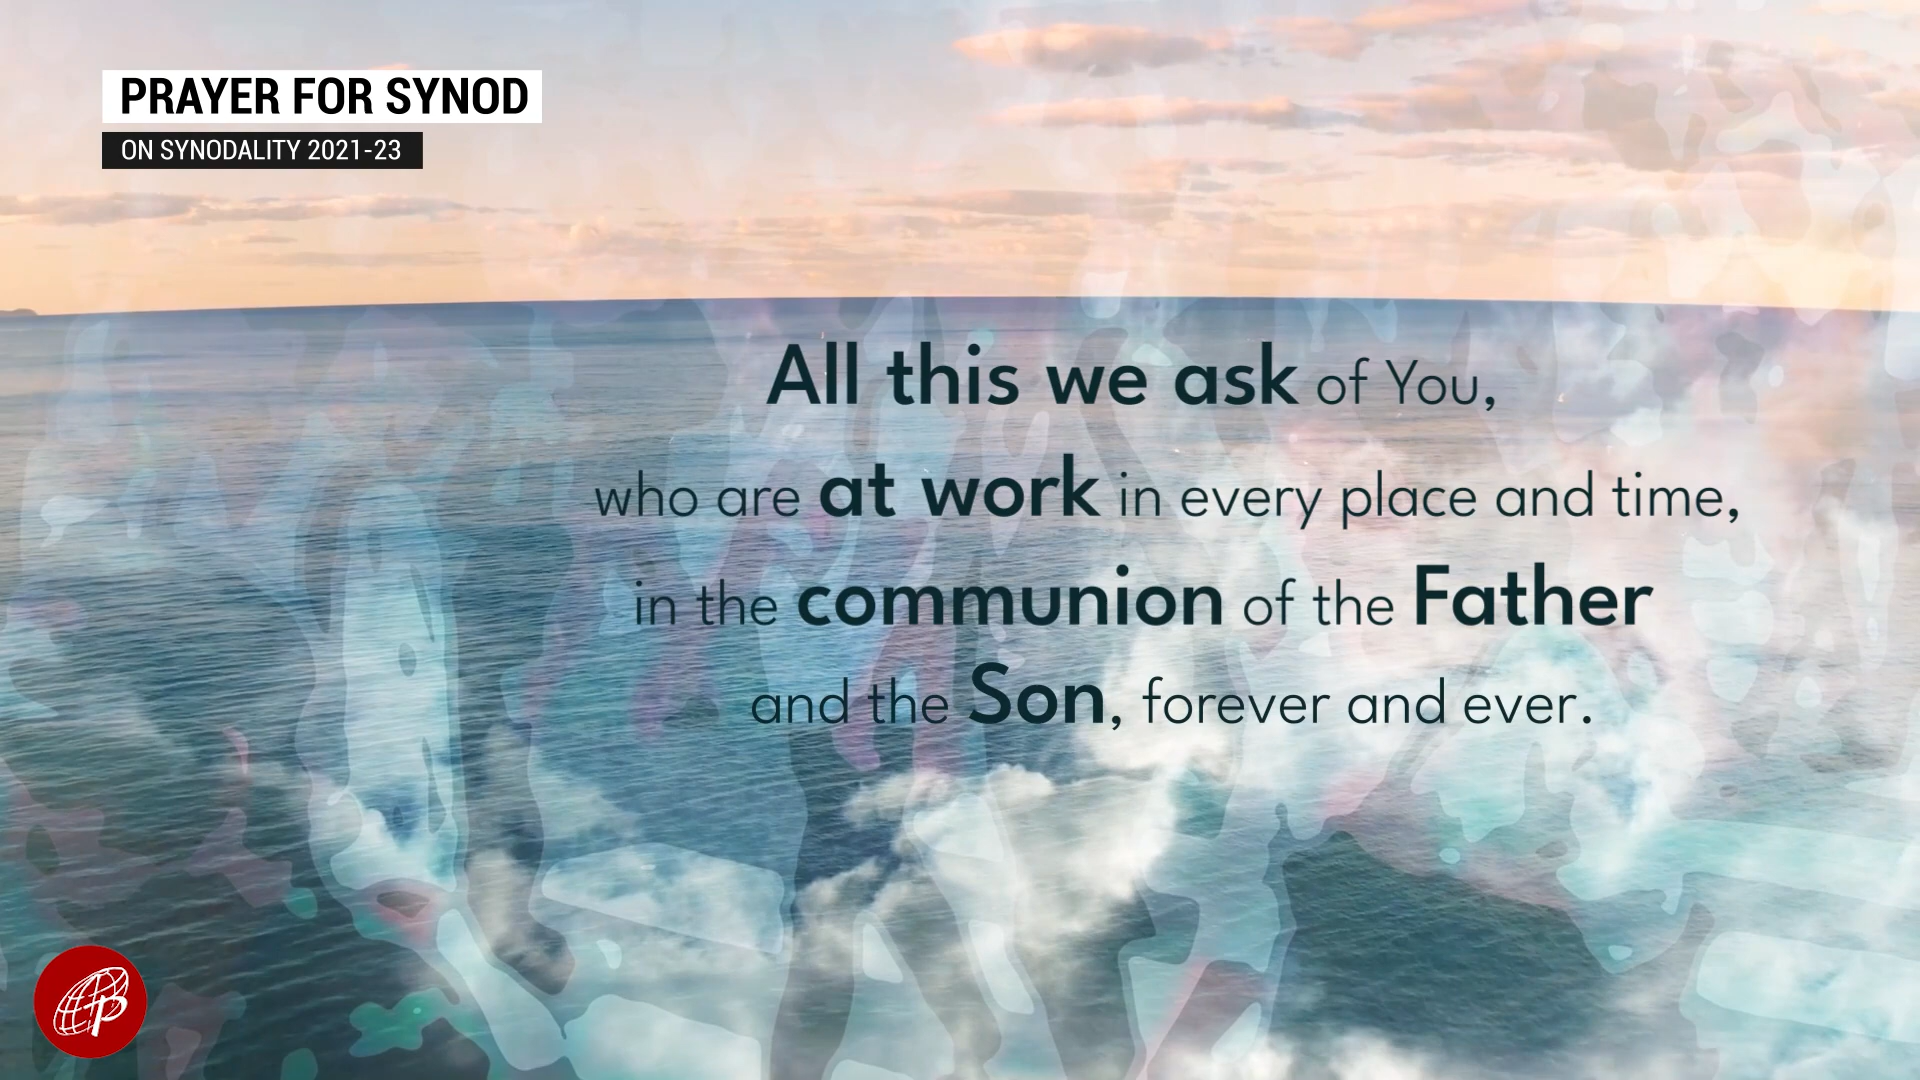 PRAYER FOR SYNOD
ON SYNODALITY 2021-23
All this we ask of You,
who are at work in every place and time,
in the communion of the Father
and the Son, forever and ever.